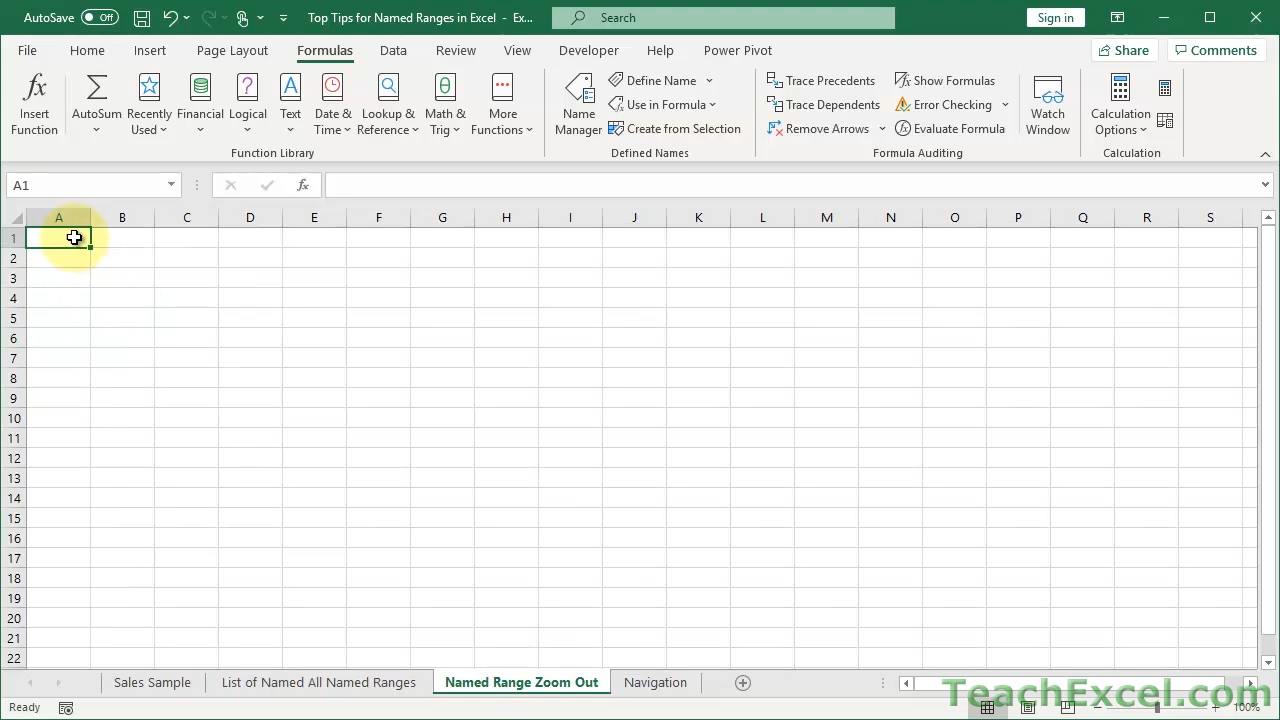 AutoSave Off Top Tips for Named Ranges in Excel - Ex... Search Sign in
File Home Insert Page Layout Formulas Data Review View Developer Help Power Pivot Share Comments
Insert Function
AutoSum
Recently Used
Financial
Logical
Text
Date & Time
Lookup & Reference
Math & Trig
More Functions
Function Library
Name Manager
Define Name
Use in Formula
Create from Selection
Defined Names
Trace Precedents
Trace Dependents
Remove Arrows
Show Formulas
Error Checking
Evaluate Formula
Watch Window
Formula Auditing
Calculation Options
Calculation
A1 fx
A B C D E F G H I J K L M N O P Q R S
1
2
3
4
5
6
7
8
9
10
11
12
13
14
15
16
17
18
19
20
21
22
Sales Sample List of Named All Named Ranges Named Range Zoom Out Navigation
TeachExcel.com
Ready 100%